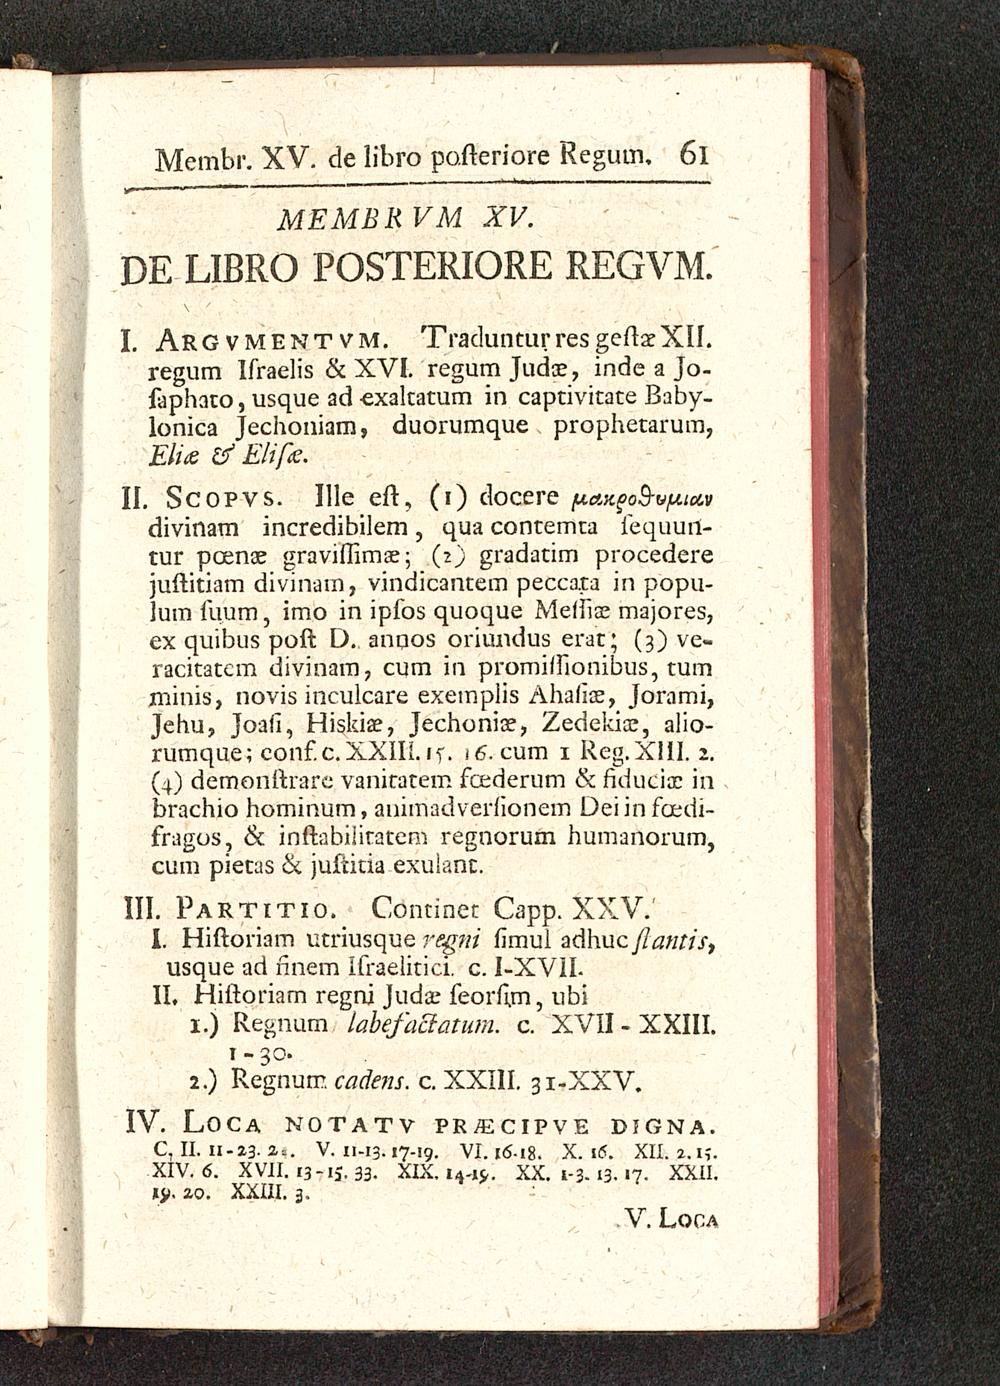 Membr. XV. de libro poſteriore Regum. 61
MEMBRVM XV.
DE LIBRO POSTERIORE REGVM.
I. ARGVMENTVM. Traduntur res geſtæ XII.
regum Iſraelis & XVI. regum Judæ, inde a Jo-
ſaphato, usque ad exaltatum in captivitate Baby-
lonica Jechoniam, duorumque prophetarum,
Eliæ & Eliſæ.
II. SCOPVS. Ille eſt, (1) docere μακροθυμιαν
divinam incredibilem, qua contemta ſequun-
tur pœnæ graviſſimæ; (2) gradatim procedere
juſtitiam divinam, vindicantem peccata in popu-
lum ſuum, imo in ipſos quoque Meſſiæ majores,
ex quibus poſt D. annos oriundus erat; (3) ve-
racitatem divinam, cum in promiſſionibus, tum
minis, novis inculcare exemplis Ahaſiæ, Jorami,
Jehu, Joaſi, Hiskiæ, Jechoniæ, Zedekiæ, alio-
rumque; conf. c. XXIII. 15. 16. cum 1 Reg. XIII. 2.
(4) demonſtrare vanitatem fœderum & fiduciæ in
brachio hominum, animadverſionem Dei in fœdi-
fragos, & inſtabilitatem regnorum humanorum,
cum pietas & juſtitia exulant.
III. PARTITIO. Continet Capp. XXV.
I. Hiſtoriam utriusque regni ſimul adhuc ſtantis,
usque ad finem Iſraelitici. c. I-XVII.
II. Hiſtoriam regni Judæ ſeorſim, ubi
1.) Regnum labefactatum. c. XVII - XXIII.
1-30.
2.) Regnum cadens. c. XXIII. 31-XXV.
IV. LOCA NOTATV PRÆCIPVE DIGNA.
C. II. 11-23. V. 11-13. 17-19. VI. 16-18. X. 16. XII. 2. 15.
XIV. 6. XVII. 13-15. 33. XIX. 14-19. XX. 1-3. 13. 17. XXII.
19. 20. XXIII. 3.
V. LOCA